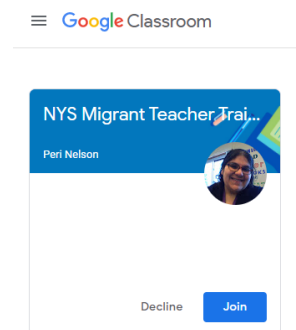 Google Classroom
NYS Migrant Teacher Trai...
Peri Nelson
Decline Join